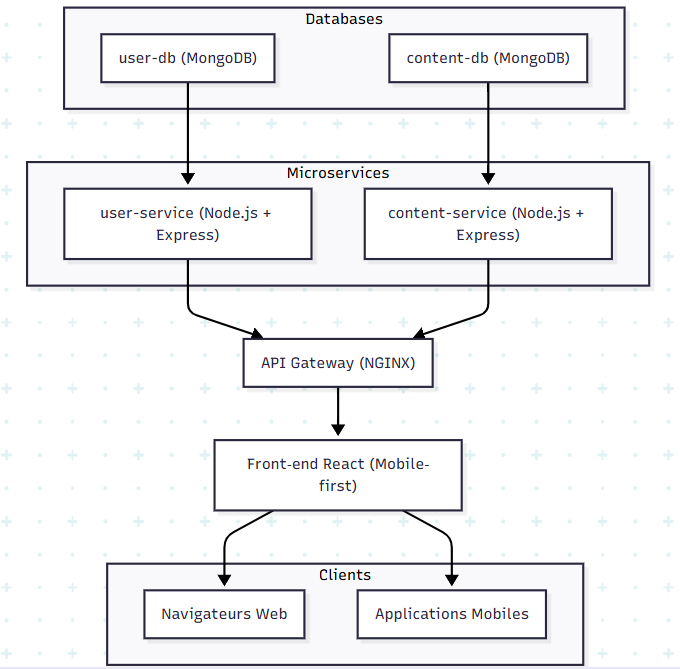 Databases
user-db (MongoDB)
content-db (MongoDB)
Microservices
user-service (Node.js +
Express)
content-service (Node.js +
Express)
API Gateway (NGINX)
Front-end React (Mobile-
first)
Clients
Navigateurs Web
Applications Mobiles